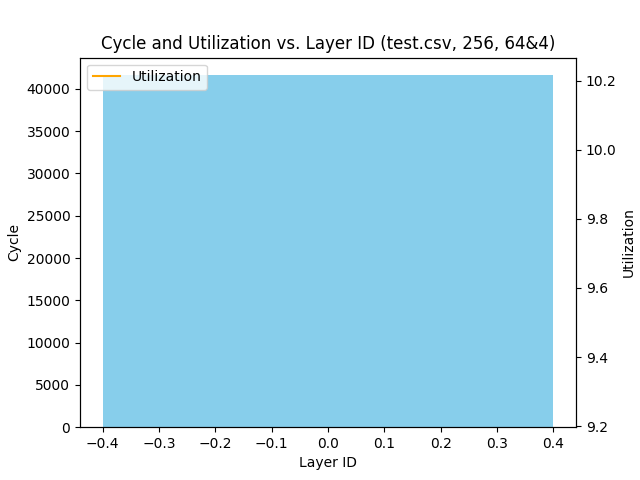 Cycle and Utilization vs. Layer ID (test.csv, 256, 64&4)
Utilization
40000
35000
30000
25000
20000
15000
10000
5000
0
Cycle
10.2
10.0
9.8
9.6
9.4
9.2
Utilization
−0.4 −0.3 −0.2 −0.1 0.0 0.1 0.2 0.3 0.4
Layer ID